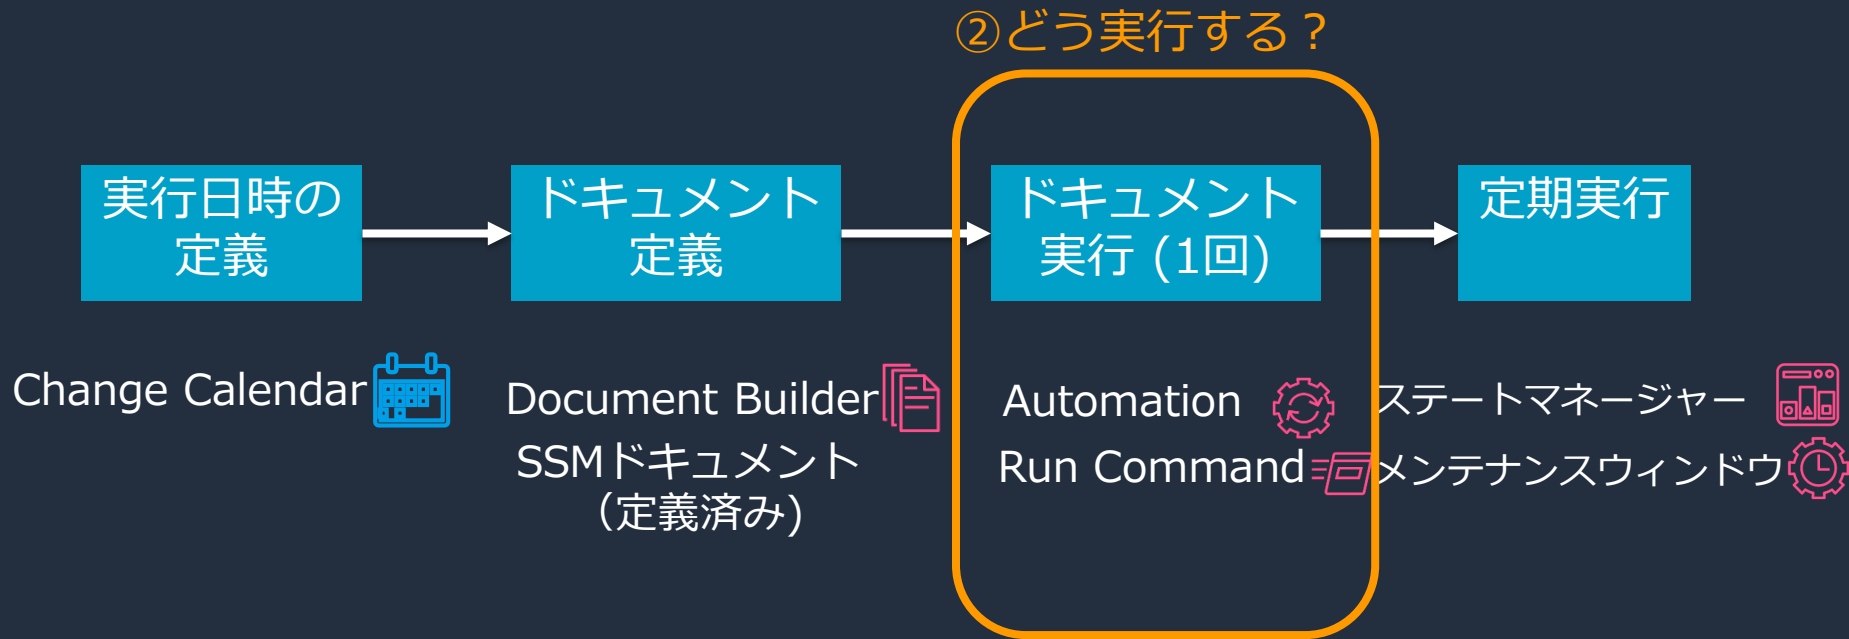 ②どう実行する？
実行日時の
定義
ドキュメント
定義
ドキュメント
実行 (1回)
定期実行
Change Calendar
Document Builder
SSMドキュメント
（定義済み)
Automation
Run Command
ステートマネージャー
メンテナンスウィンドウ